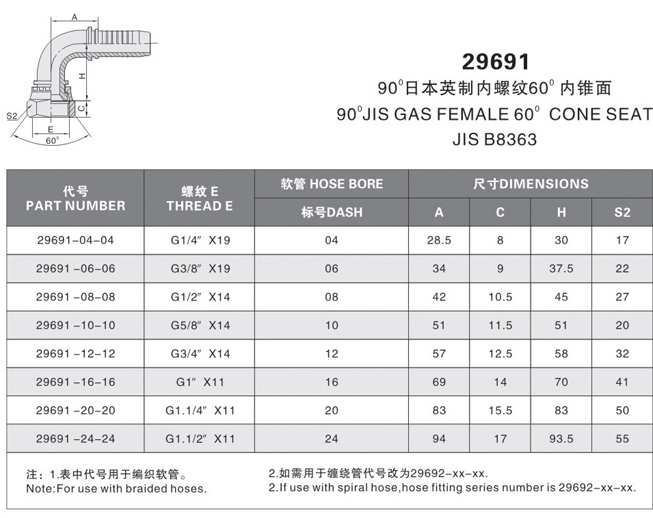 A
H
C
S2
E
60°
29691
90⁰日本英制内螺纹60⁰ 内锥面
90⁰JIS GAS FEMALE 60⁰ CONE SEAT
JIS B8363
代号 螺纹 E 软管 HOSE BORE 尺寸DIMENSIONS
PART NUMBER THREAD E 标号DASH A C H S2
29691-04-04 G1/4″ X19 04 28.5 8 30 17
29691-06-06 G3/8″ X19 06 34 9 37.5 22
29691-08-08 G1/2″ X14 08 42 10.5 45 27
29691-10-10 G5/8″ X14 10 51 11.5 51 20
29691-12-12 G3/4″ X14 12 57 12.5 58 32
29691-16-16 G1″ X11 16 69 14 70 41
29691-20-20 G1.1/4″ X11 20 83 15.5 83 50
29691-24-24 G1.1/2″ X11 24 94 17 93.5 55
注：1.表中代号用于编织软管。 2.如需用于缠绕管代号改为29692-xx-xx.
Note:For use with braided hoses. 2.If use with spiral hose,hose fitting series number is 29692-xx-xx.